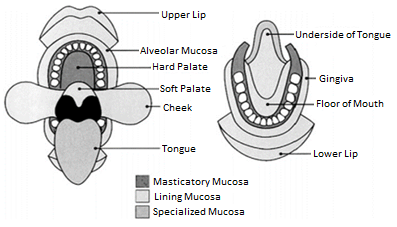 Upper Lip
Alveolar Mucosa
Hard Palate
Soft Palate
Cheek
Tongue
Underside of Tongue
Gingiva
Floor of Mouth
Lower Lip
Masticatory Mucosa
Lining Mucosa
Specialized Mucosa